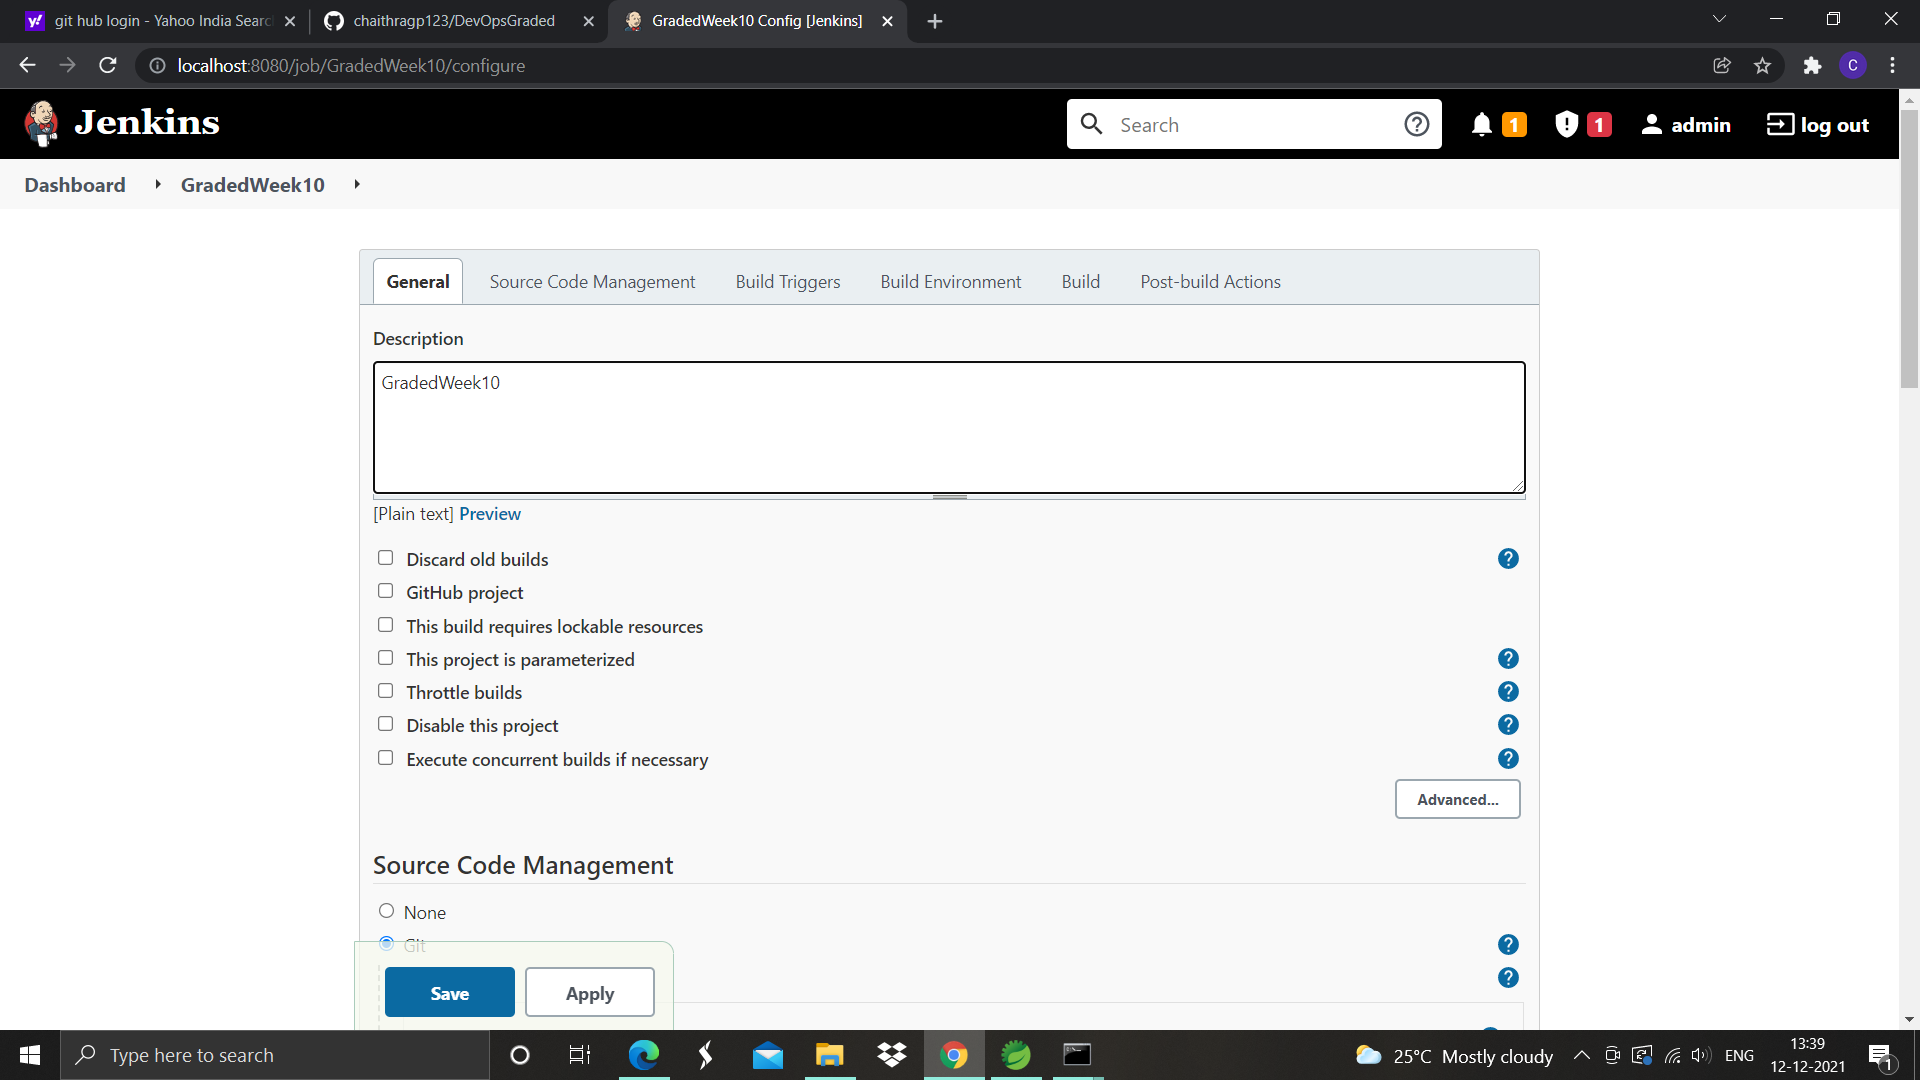 git hub login - Yahoo India Searc
chaithragp123/DevOpsGraded
GradedWeek10 Config [Jenkins]
localhost:8080/job/GradedWeek10/configure
C
Jenkins
Search
1
1
admin
log out
Dashboard
GradedWeek10
General
Source Code Management
Build Triggers
Build Environment
Build
Post-build Actions
Description
GradedWeek10
[Plain text] Preview
Discard old builds
GitHub project
This build requires lockable resources
This project is parameterized
Throttle builds
Disable this project
Execute concurrent builds if necessary
Advanced...
Source Code Management
None
Git
Save
Apply
Type here to search
25°C Mostly cloudy
ENG
13:39
12-12-2021
1